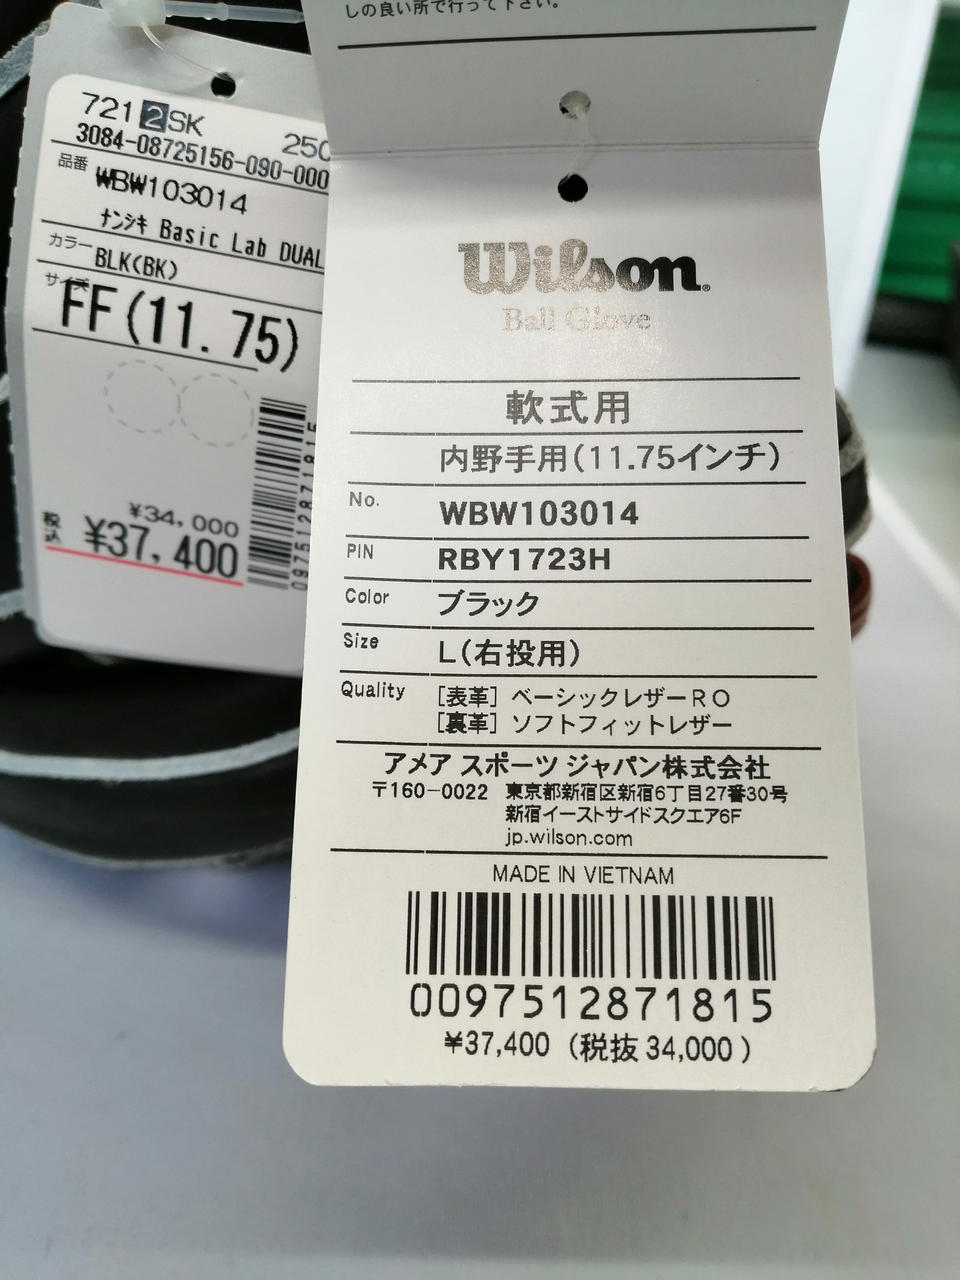 しの良い所で行って下さい。
721 2 SK
250
3084-08725156-090-000
品番
WBW103014
ナンシキ Basic Lab DUAL
カラー
BLK(BK)
サイズ
FF(11.75)
¥34,000
税込
¥37,400
0097512871815
Wilson
Ball Glove
軟式用
内野手用(11.75インチ)
No.
WBW103014
PIN
RBY1723H
Color
ブラック
Size
L(右投用)
Quality
[表革] ベーシックレザーRO
[裏革] ソフトフィットレザー
アメア スポーツ ジャパン株式会社
〒160-0022 東京都新宿区新宿6丁目27番30号
新宿イーストサイドスクエア6F
jp.wilson.com
MADE IN VIETNAM
0097512871815
¥37,400 (税抜 34,000 )